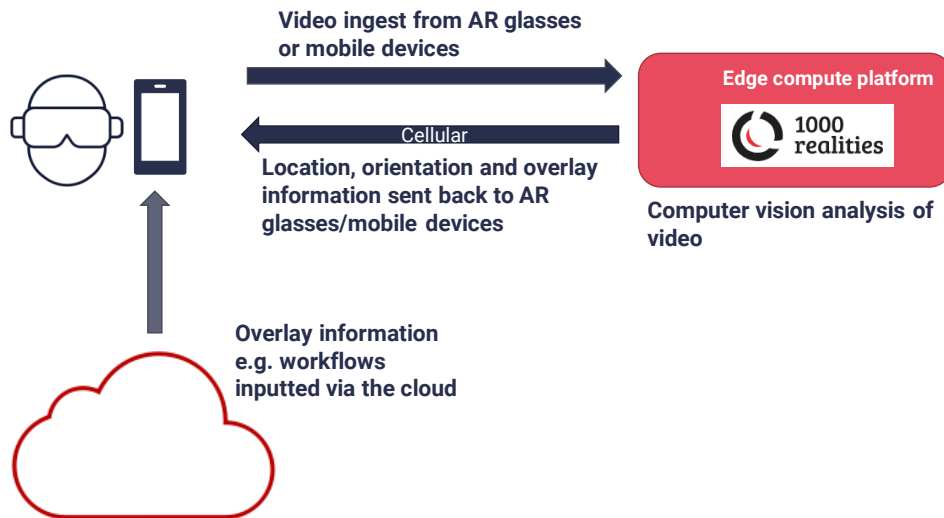 Video ingest from AR glasses
or mobile devices
Edge compute platform
1000
realities
Cellular
Location, orientation and overlay
information sent back to AR
glasses/mobile devices
Computer vision analysis of
video
Overlay information
e.g. workflows
inputted via the cloud